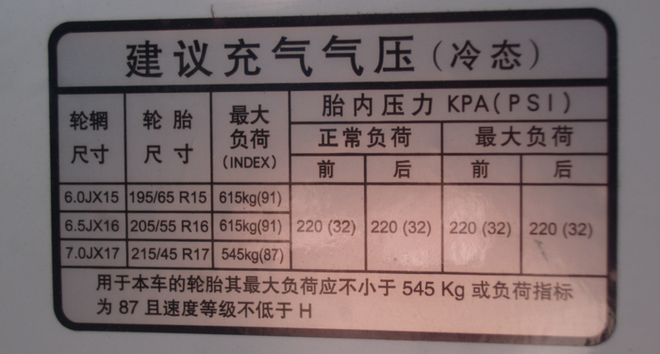 建议充气气压(冷态)
轮辋尺寸 轮胎尺寸 最大负荷(INDEX) 胎内压力 KPA(PSI)
正常负荷 最大负荷
前 后 前 后
6.0JX15 195/65 R15 615kg(91)
6.5JX16 205/55 R16 615kg(91) 220 (32) 220 (32) 220 (32) 220 (32)
7.0JX17 215/45 R17 545kg(87)
用于本车的轮胎其最大负荷应不小于 545 Kg 或负荷指标
为 87 且速度等级不低于 H